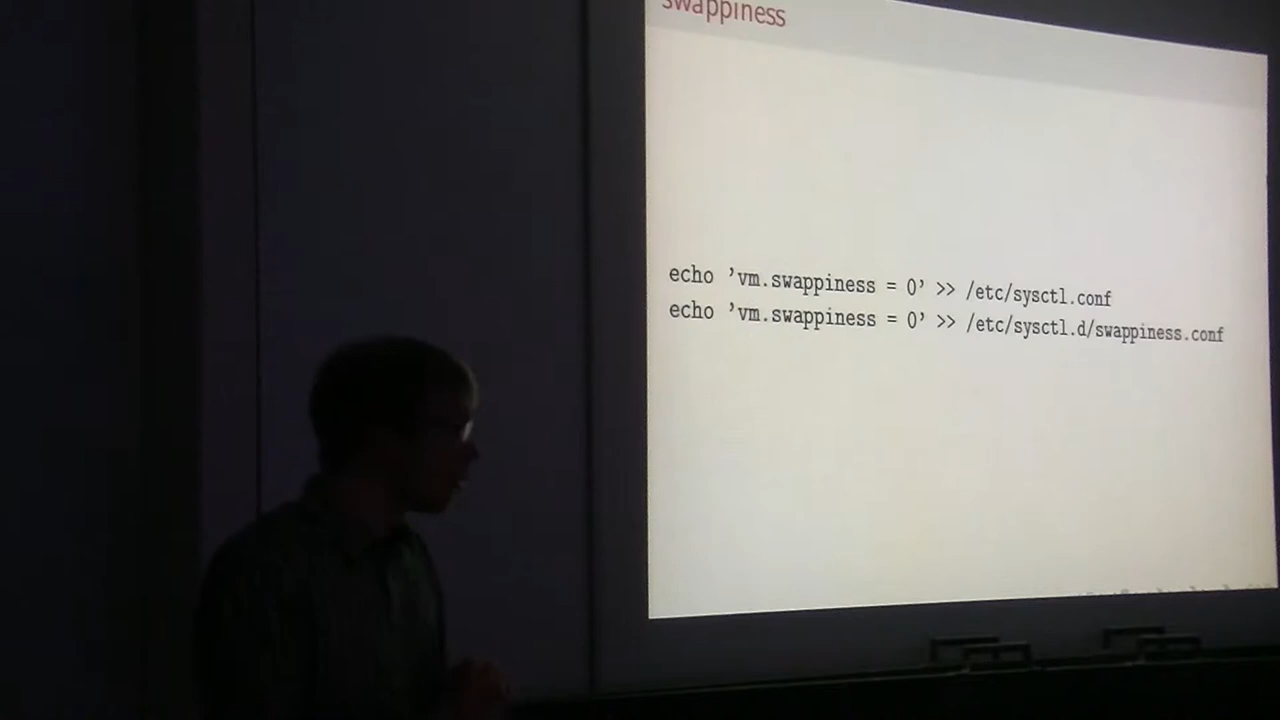 swappiness
echo ’vm.swappiness = 0’ >> /etc/sysctl.conf
echo ’vm.swappiness = 0’ >> /etc/sysctl.d/swappiness.conf